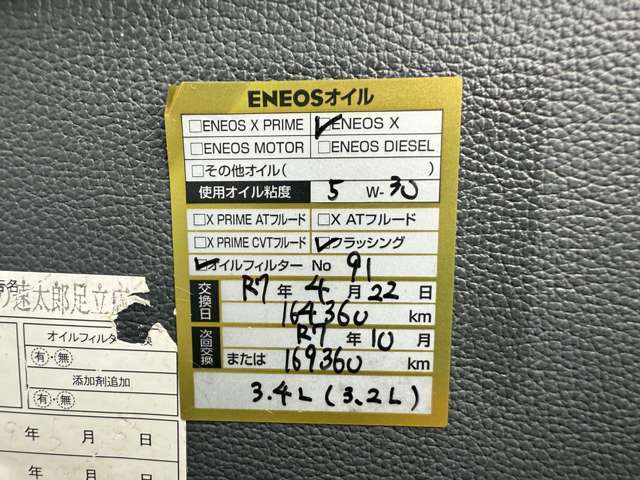 ENEOSオイル
□ENEOS X PRIME ☑ENEOS X
□ENEOS MOTOR □ENEOS DIESEL
□その他オイル( )
使用オイル粘度 5 W-30
□X PRIME ATフルード □X ATフルード
□X PRIME CVTフルード ☑フラッシング
☑オイルフィルター No 91
交換日 R7 年 4 月 22 日
164360 km
次回交換 R7 年 10 月
または 169360 km
3.4L (3.2L)
太郎足立
オイルフィルタ 換
有・無
添加剤追加
有・無
年 月 日
年 月 日